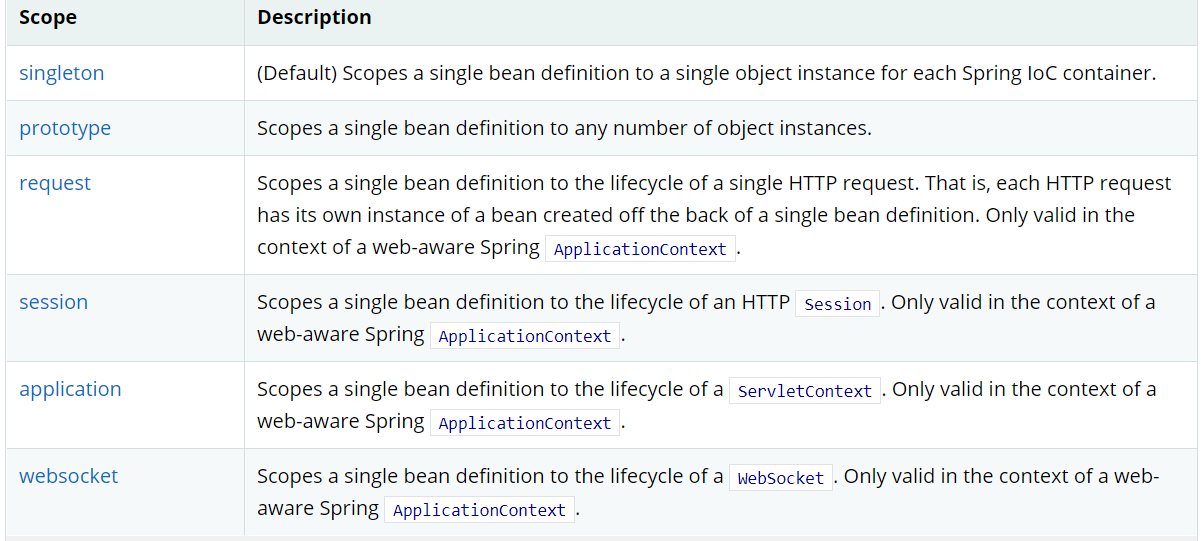 Scope Description
singleton (Default) Scopes a single bean definition to a single object instance for each Spring IoC container.
prototype Scopes a single bean definition to any number of object instances.
request Scopes a single bean definition to the lifecycle of a single HTTP request. That is, each HTTP request
has its own instance of a bean created off the back of a single bean definition. Only valid in the
context of a web-aware Spring ApplicationContext.
session Scopes a single bean definition to the lifecycle of an HTTP Session. Only valid in the context of a
web-aware Spring ApplicationContext.
application Scopes a single bean definition to the lifecycle of a ServletContext. Only valid in the context of a
web-aware Spring ApplicationContext.
websocket Scopes a single bean definition to the lifecycle of a WebSocket. Only valid in the context of a web-
aware Spring ApplicationContext.